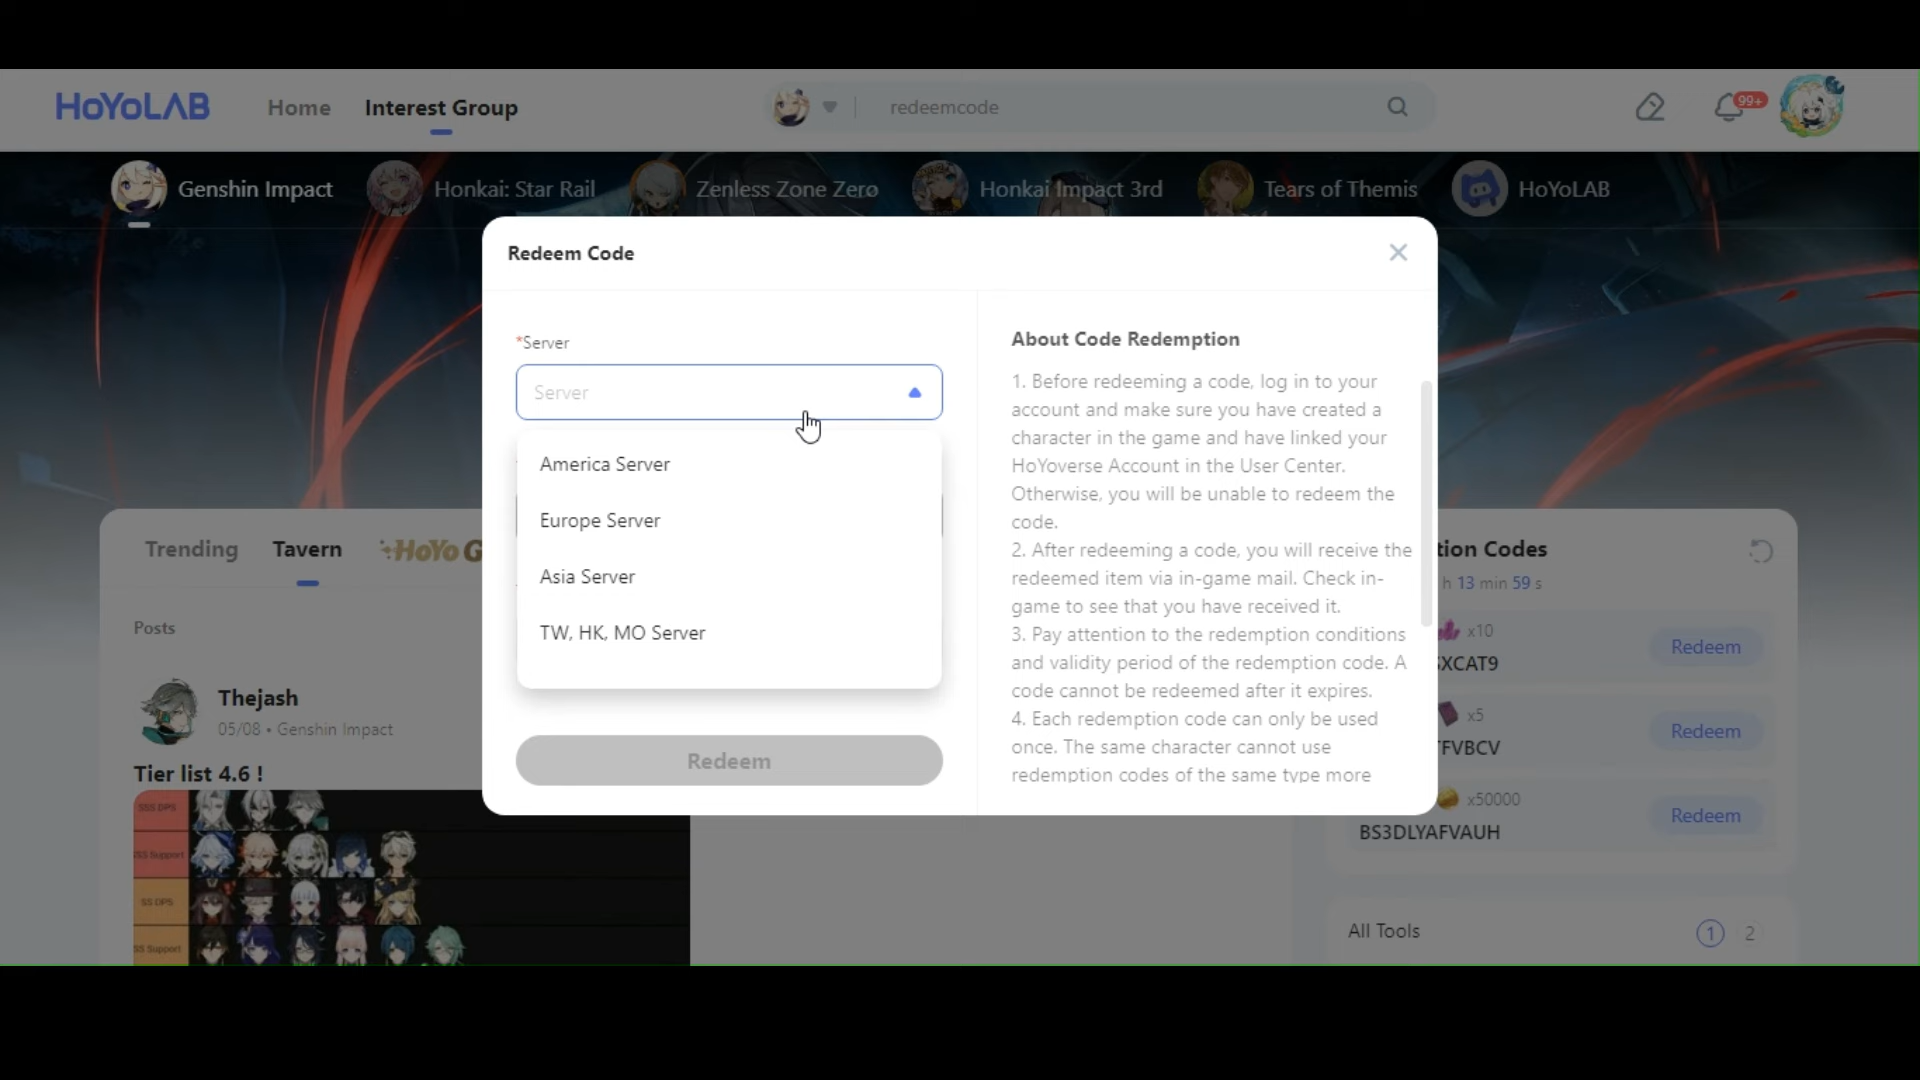 HoYoLAB
Home
Interest Group
redeemcode
99+
Genshin Impact
Honkai: Star Rail
Zenless Zone Zero
Honkai Impact 3rd
Tears of Themis
HoYoLAB
Redeem Code
*Server
Server
America Server
Europe Server
Asia Server
TW, HK, MO Server
Redeem
About Code Redemption
1. Before redeeming a code, log in to your
account and make sure you have created a
character in the game and have linked your
HoYoverse Account in the User Center.
Otherwise, you will be unable to redeem the
code.
2. After redeeming a code, you will receive the
redeemed item via in-game mail. Check in-
game to see that you have received it.
3. Pay attention to the redemption conditions
and validity period of the redemption code. A
code cannot be redeemed after it expires.
4. Each redemption code can only be used
once. The same character cannot use
redemption codes of the same type more
Trending
Tavern
HoYo G
Posts
Thejash
05/08 • Genshin Impact
Tier list 4.6 !
SSS DPS
SSS Support
SS DPS
SS Support
tion Codes
h 13 min 59 s
x10
XCAT9
Redeem
x5
FVBCV
Redeem
x50000
BS3DLYAFVAUH
Redeem
All Tools
1 2